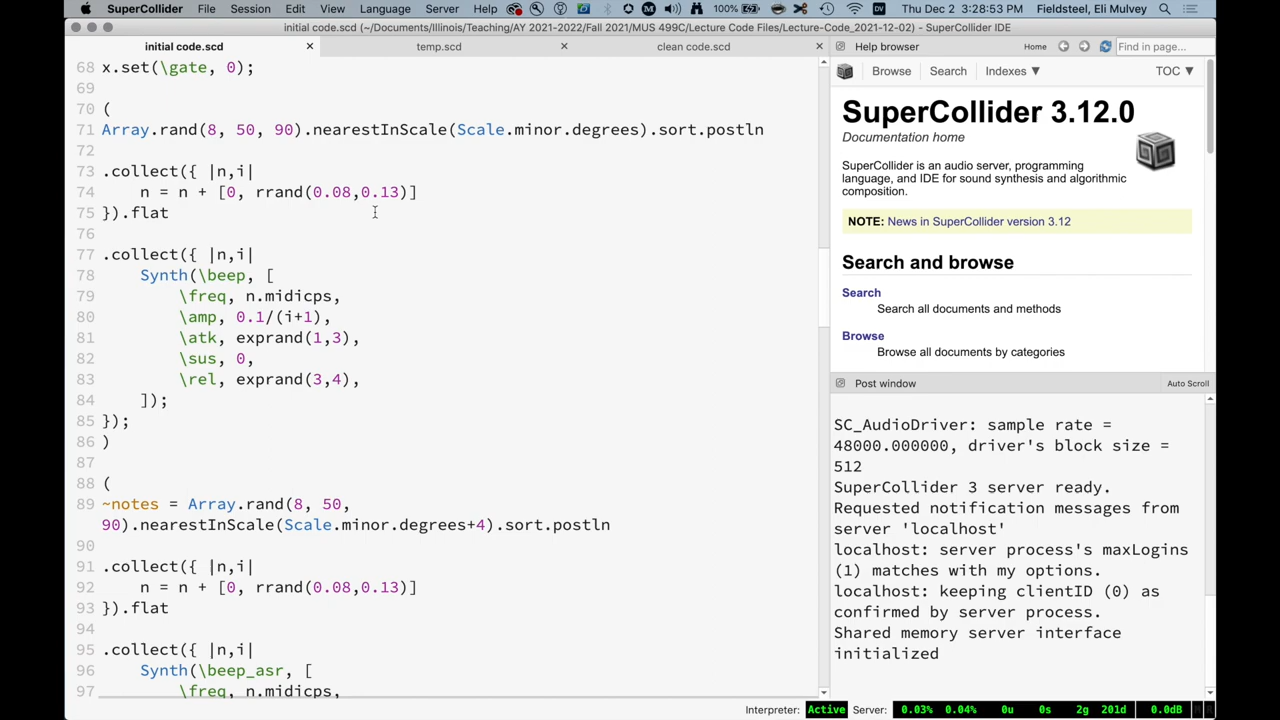 SuperCollider File Session Edit View Language Server Help 100% DV Thu Dec 2 3:28:53 PM Fieldsteel, Eli Mulvey
initial code.scd (~/Documents/Illinois/Teaching/AY 2021-2022/Fall 2021/MUS 499C/Lecture Code Files/Lecture-Code_2021-12-02) - SuperCollider IDE
initial code.scd × temp.scd × clean code.scd ×
68 x.set(\gate, 0);
69
70 (
71 Array.rand(8, 50, 90).nearestInScale(Scale.minor.degrees).sort.postln
72
73 .collect({ |n,i|
74 n = n + [0, rrand(0.08,0.13)]
75 }).flat
76
77 .collect({ |n,i|
78 Synth(\beep, [
79 \freq, n.midicps,
80 \amp, 0.1/(i+1),
81 \atk, exprand(1,3),
82 \sus, 0,
83 \rel, exprand(3,4),
84 ]);
85 });
86 )
87
88 (
89 ~notes = Array.rand(8, 50,
90).nearestInScale(Scale.minor.degrees+4).sort.postln
90
91 .collect({ |n,i|
92 n = n + [0, rrand(0.08,0.13)]
93 }).flat
94
95 .collect({ |n,i|
96 Synth(\beep_asr, [
97 \freq, n.midicps,
Help browser Home Find in page...
Browse Search Indexes ▼ TOC ▼
SuperCollider 3.12.0
Documentation home
SuperCollider is an audio server, programming
language, and IDE for sound synthesis and algorithmic
composition.
NOTE: News in SuperCollider version 3.12
Search and browse
Search
Search all documents and methods
Browse
Browse all documents by categories
Post window Auto Scroll
SC_AudioDriver: sample rate =
48000.000000, driver's block size =
512
SuperCollider 3 server ready.
Requested notification messages from
server 'localhost'
localhost: server process's maxLogins
(1) matches with my options.
localhost: keeping clientID (0) as
confirmed by server process.
Shared memory server interface
initialized
Interpreter: Active Server: 0.03% 0.04% 0u 0s 2g 201d 0.0dB M R